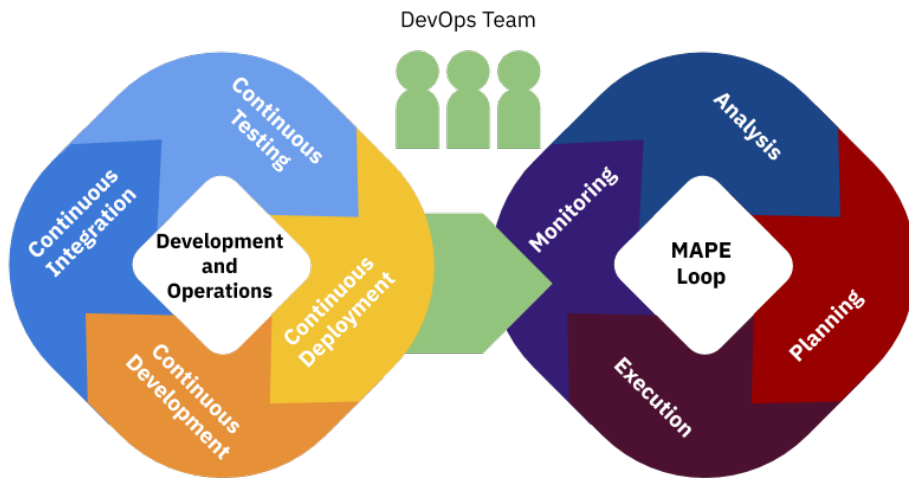 DevOps Team
Continuous
Testing
Continuous
Integration
Development
and
Operations
Continuous
Deployment
Continuous
Development
Analysis
Monitoring
MAPE
Loop
Planning
Execution